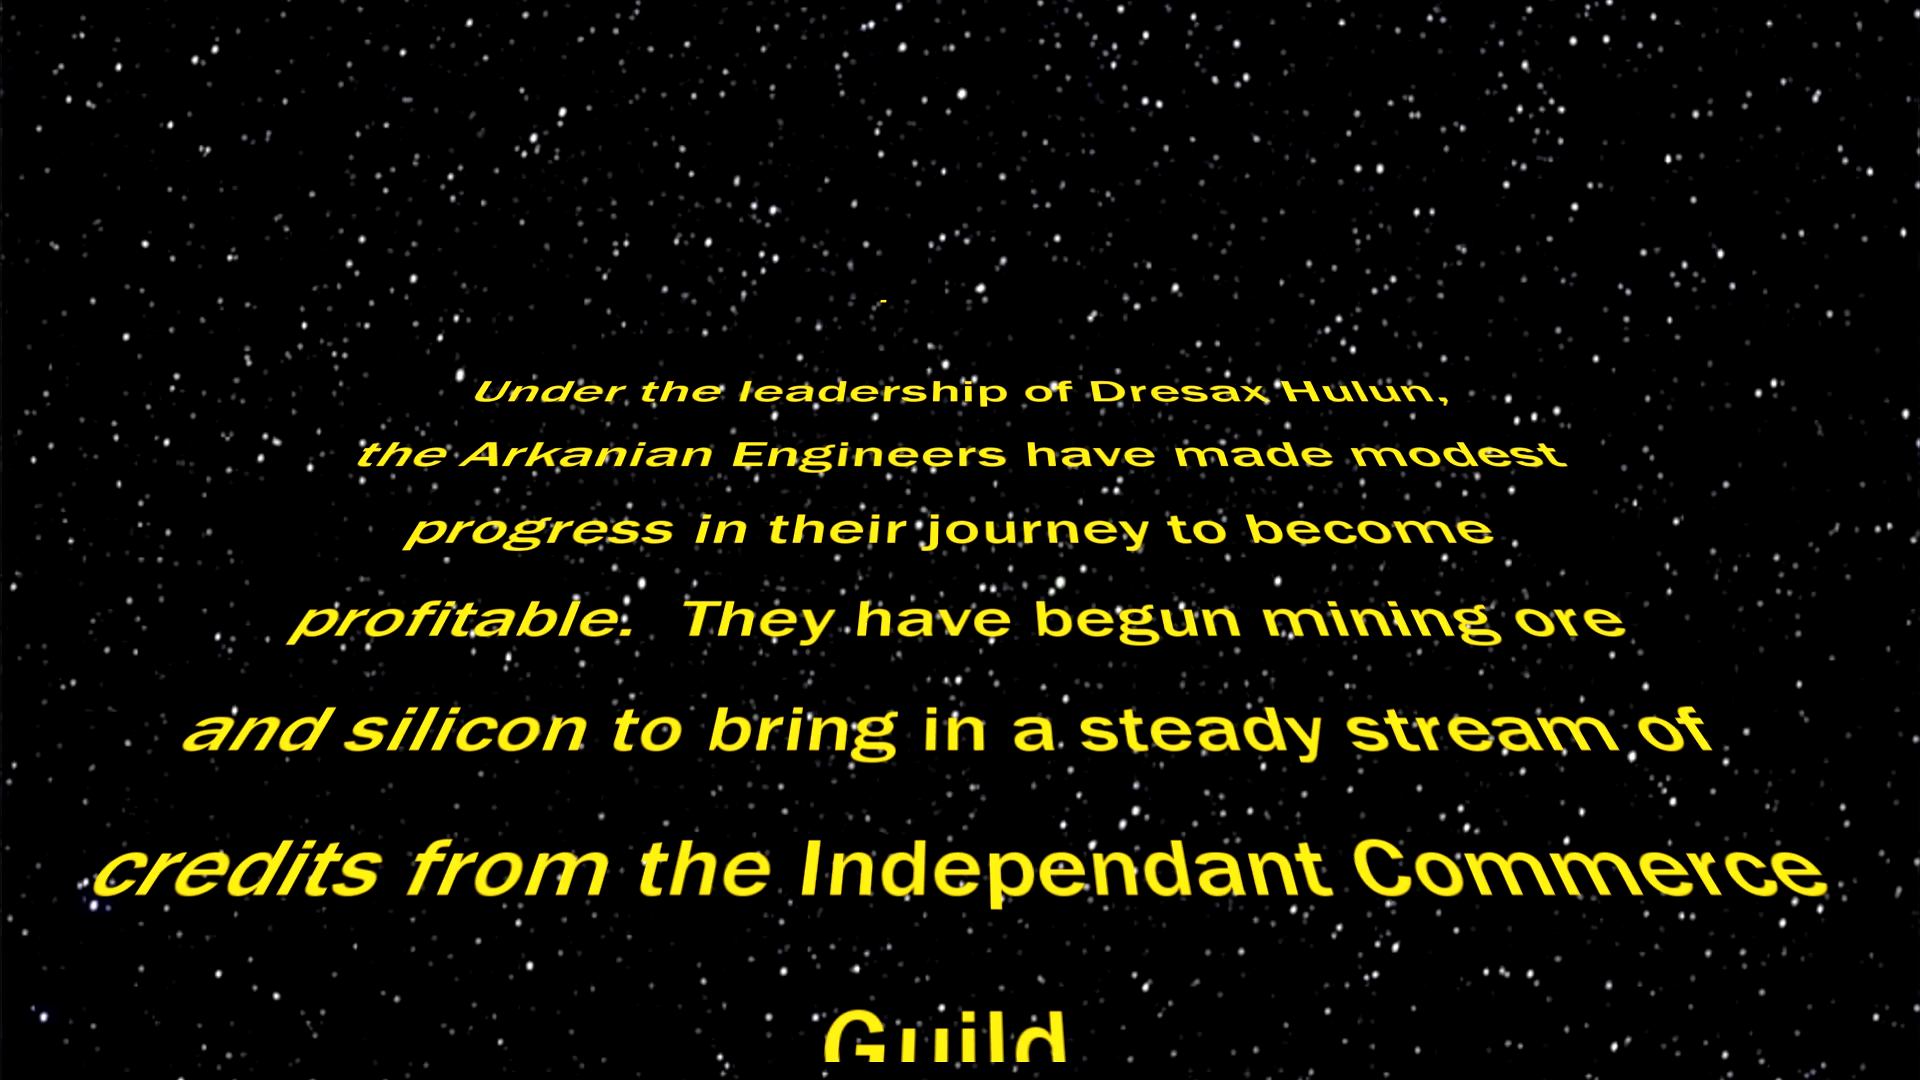 -
Under the leadership of Dresax Hulun,
the Arkanian Engineers have made modest
progress in their journey to become
profitable.  They have begun mining ore
and silicon to bring in a steady stream of
credits from the Independant Commerce
Guild